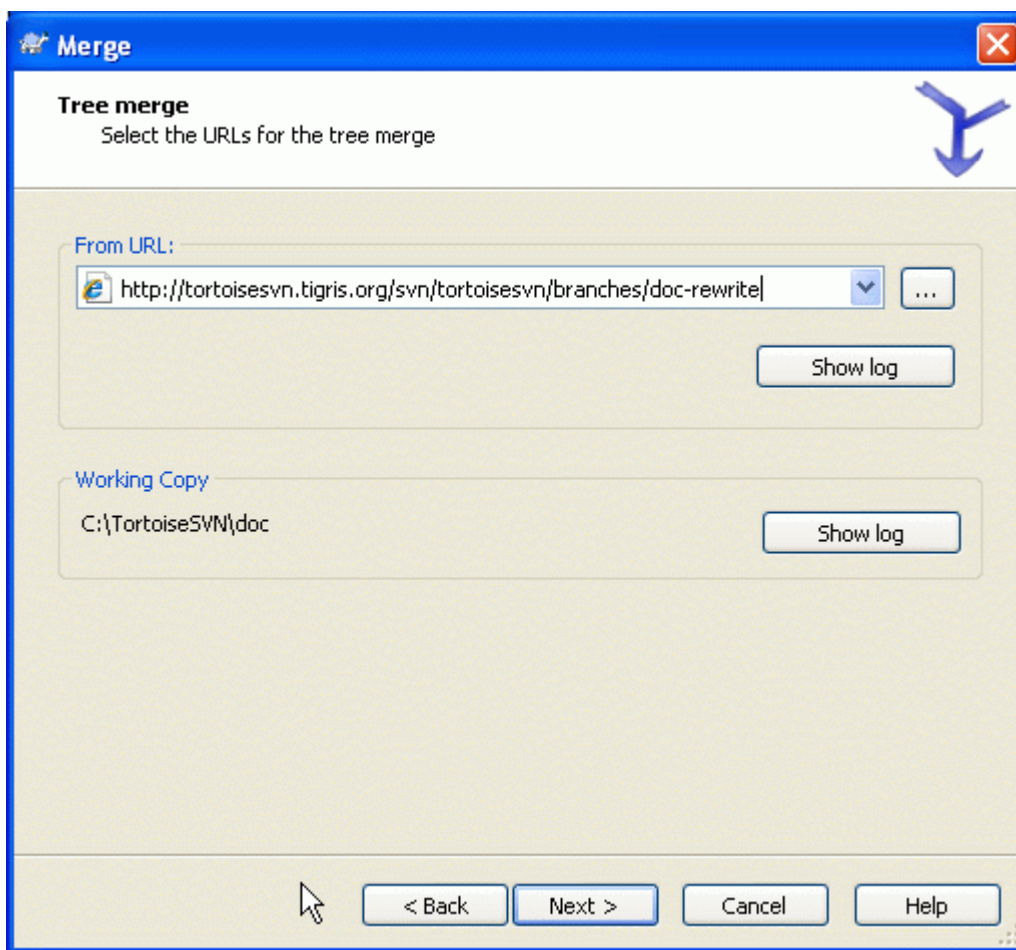 Merge
Tree merge
Select the URLs for the tree merge
From URL:
http://tortoisesvn.tigris.org/svn/tortoisesvn/branches/doc-rewrite
...
Show log
Working Copy
C:\TortoiseSVN\doc
Show log
< Back Next > Cancel Help